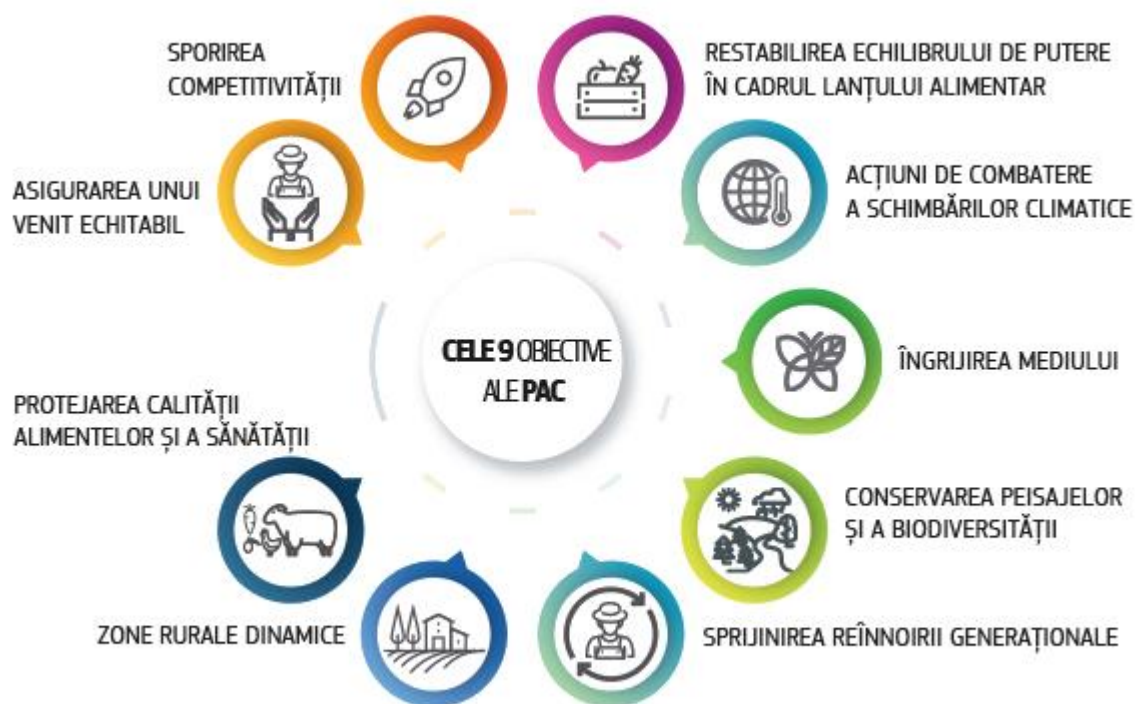 SPORIREA
COMPETITIVITĂȚII
RESTABILIREA ECHILIBRULUI DE PUTERE
ÎN CADRUL LANȚULUI ALIMENTAR
ASIGURAREA UNUI
VENIT ECHITABIL
ACȚIUNI DE COMBATERE
A SCHIMBĂRILOR CLIMATICE
CELE 9 OBIECTIVE
ALE PAC
ÎNGRIJIREA MEDIULUI
PROTEJAREA CALITĂȚII
ALIMENTELOR ȘI A SĂNĂTĂȚII
CONSERVAREA PEISAJELOR
ȘI A BIODIVERSITĂȚII
ZONE RURALE DINAMICE
SPRIJINIREA REÎNNOIRII GENERAȚIONALE